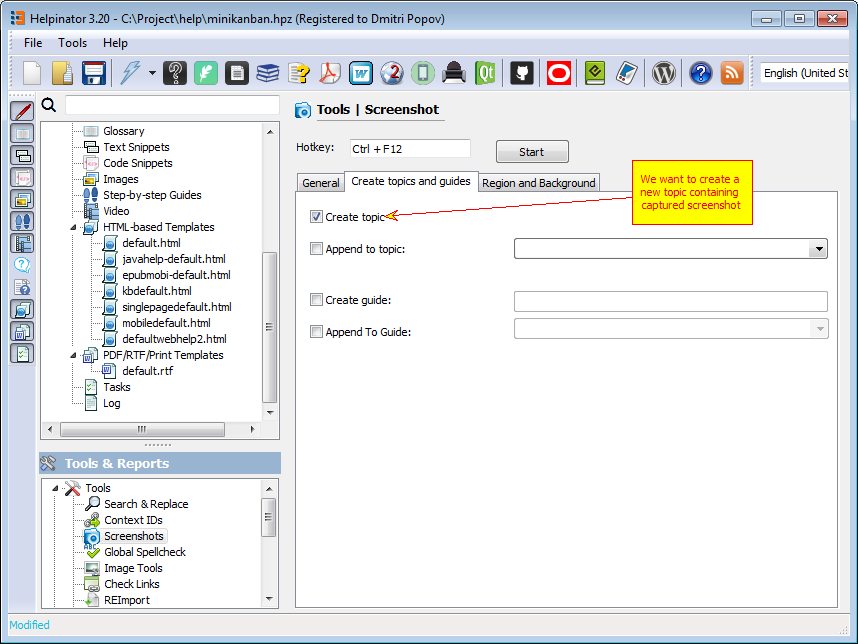 Helpinator 3.20 - C:\Project\help\minikanban.hpz (Registered to Dmitri Popov)
File Tools Help
English (United St
Tools | Screenshot
Hotkey: Ctrl + F12 Start
General Create topics and guides Region and Background
We want to create a
new topic containing
captured screenshot
Create topic
Append to topic:
Create guide:
Append To Guide:
Glossary
Text Snippets
Code Snippets
Images
Step-by-step Guides
Video
HTML-based Templates
default.html
javahelp-default.html
epubmobi-default.html
kbdefault.html
singlepagedefault.html
mobiledefault.html
defaultwebhelp2.html
PDF/RTF/Print Templates
default.rtf
Tasks
Log
Tools & Reports
Tools
Search & Replace
Context IDs
Screenshots
Global Spellcheck
Image Tools
Check Links
REImport
Modified